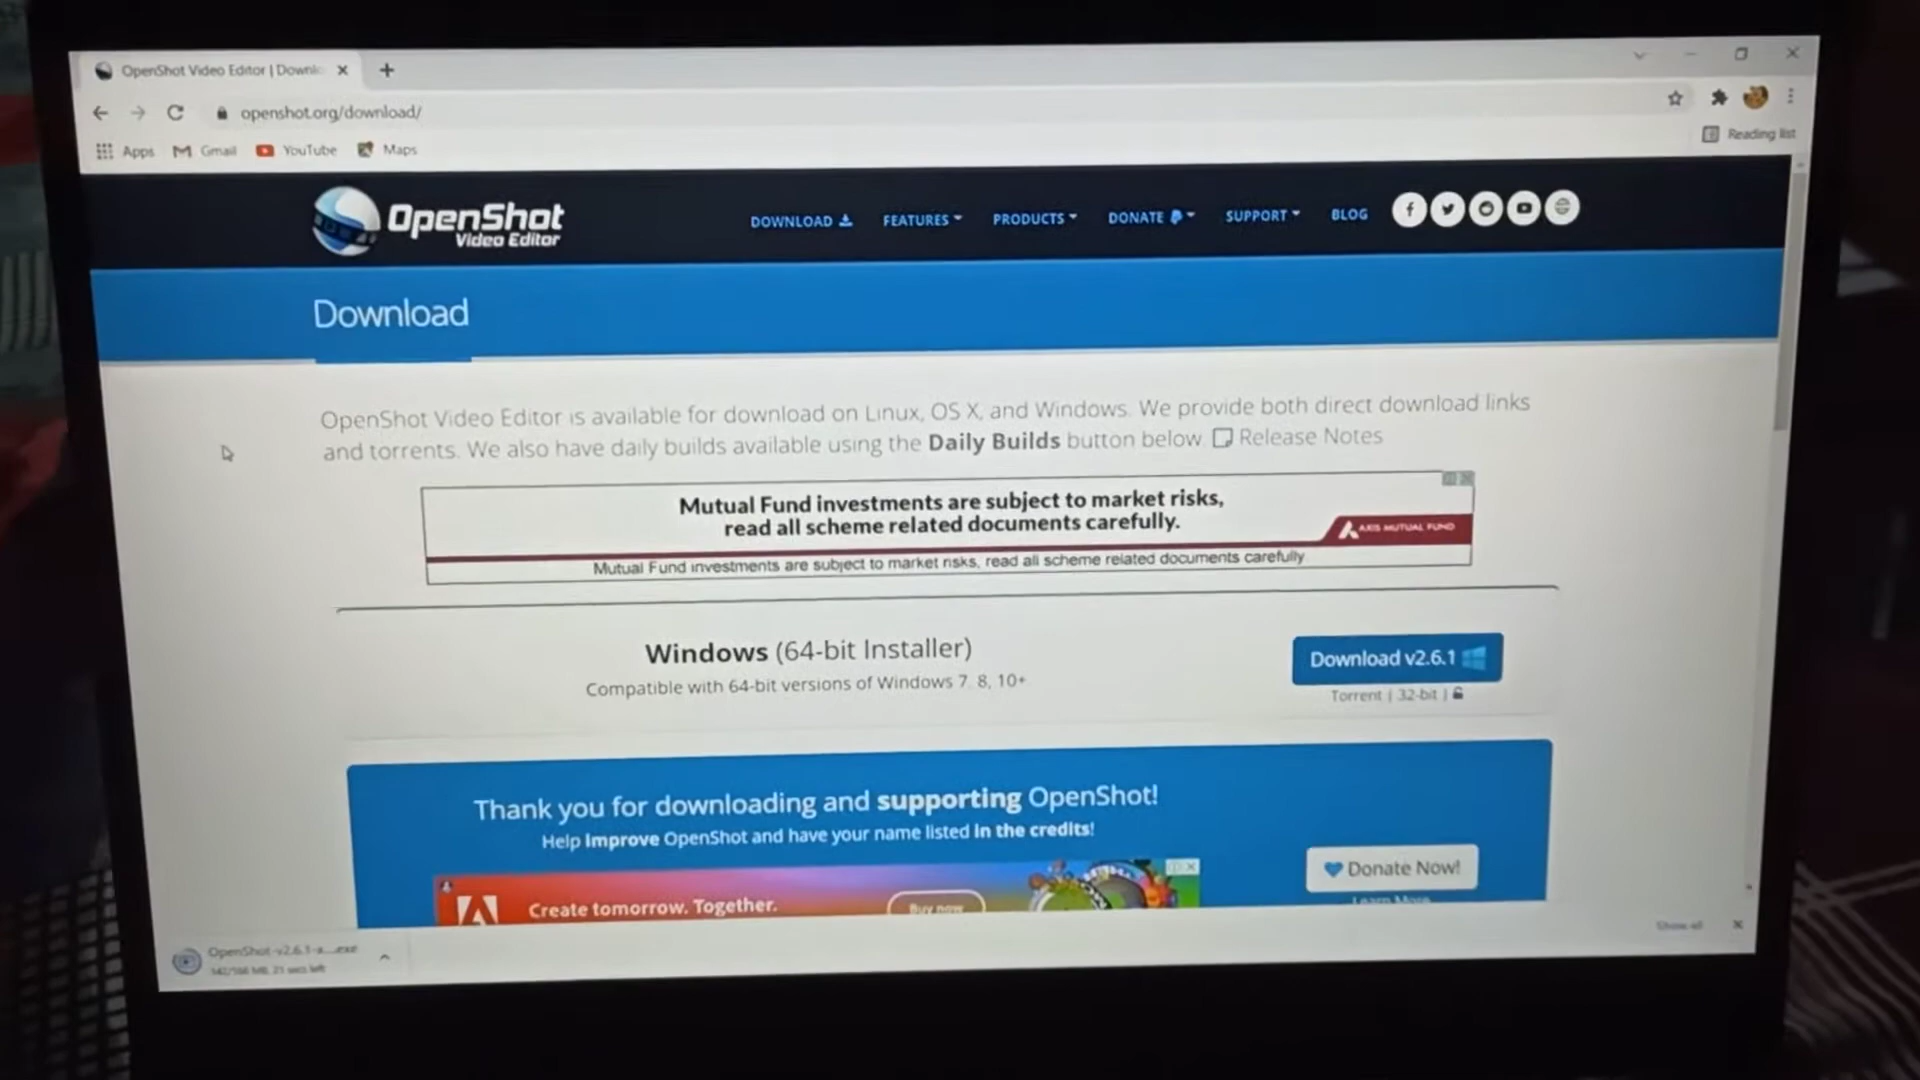 OpenShot Video Editor | Downlo
openshot.org/download/
Apps Gmail YouTube Maps
Reading list
OpenShot
Video Editor
DOWNLOAD FEATURES PRODUCTS DONATE SUPPORT BLOG
Download
OpenShot Video Editor is available for download on Linux, OS X, and Windows. We provide both direct download links
and torrents. We also have daily builds available using the Daily Builds button below. Release Notes
Mutual Fund investments are subject to market risks,
read all scheme related documents carefully.
AXIS MUTUAL FUND
Mutual Fund investments are subject to market risks, read all scheme related documents carefully
Windows (64-bit Installer)
Download v2.6.1
Compatible with 64-bit versions of Windows 7, 8, 10+
Torrent | 32-bit |
Thank you for downloading and supporting OpenShot!
Help Improve OpenShot and have your name listed in the credits!
Donate Now!
Learn More
Create tomorrow. Together.
Buy now
Show all
OpenShot-v2.6.1-x....exe
142/168 MB, 21 secs left